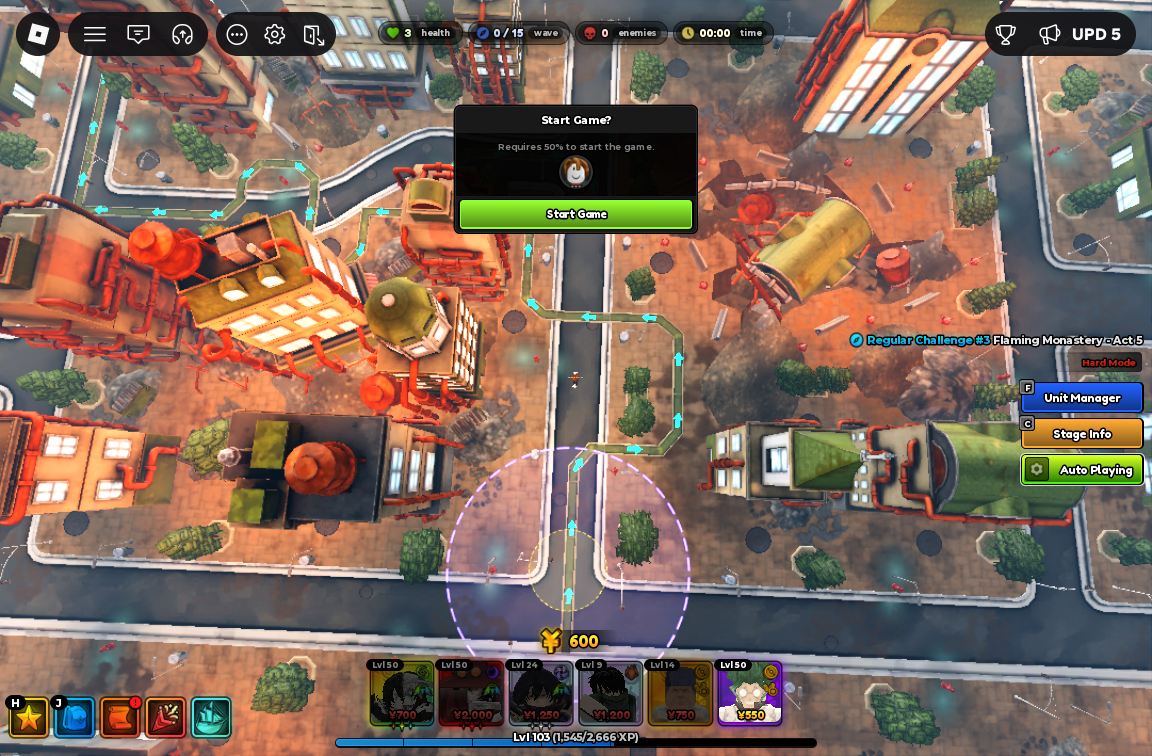 3 health
0 / 15 wave
0 enemies
00:00 time
UPD 5
Start Game?
Requires 50% to start the game.
Start Game
Regular Challenge #3 Flaming Monastery - Act 5
Hard Mode
F
Unit Manager
C
Stage Info
Auto Playing
¥ 600
Lvl 50
Lvl 50
Lvl 24
Lvl 9
Lvl 14
Lvl 50
¥700
¥2,000
¥1,250
¥1,200
¥750
¥550
H
J
!
Lvl 103 (1,545/2,666 XP)